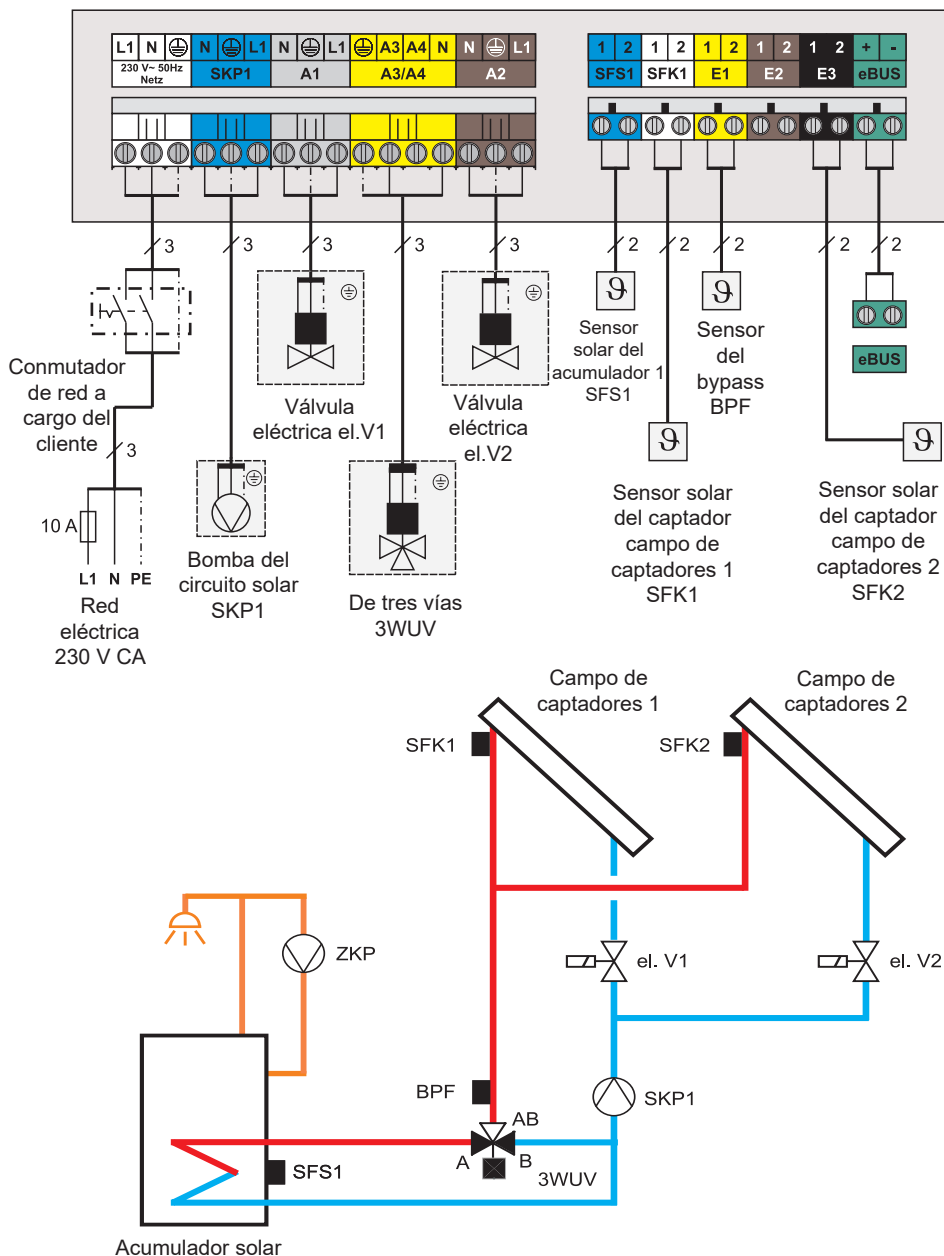 L1 N N L1 N L1 A3 A4 N N L1
230 V~ 50Hz
Netz
SKP1 A1 A3/A4 A2
1 2 1 2 1 2 1 2 1 2 + -
SFS1 SFK1 E1 E2 E3 eBUS
3 3 3 3 3 2 2 2 2 2
Conmutador
de red a
cargo del
cliente
3
10 A
L1 N PE
Red
eléctrica
230 V CA
Bomba del
circuito solar
SKP1
Válvula
eléctrica el.V1
De tres vías
3WUV
Válvula
eléctrica
el.V2
ϑ
Sensor
solar del
acumulador 1
SFS1
ϑ
Sensor solar
del captador
campo de
captadores 1
SFK1
ϑ
Sensor
del
bypass
BPF
eBUS
ϑ
Sensor solar
del captador
campo de
captadores 2
SFK2
Campo de
captadores 1
Campo de
captadores 2
SFK1
SFK2
ZKP
el. V1
el. V2
BPF
SKP1
AB
A
B
3WUV
SFS1
Acumulador solar